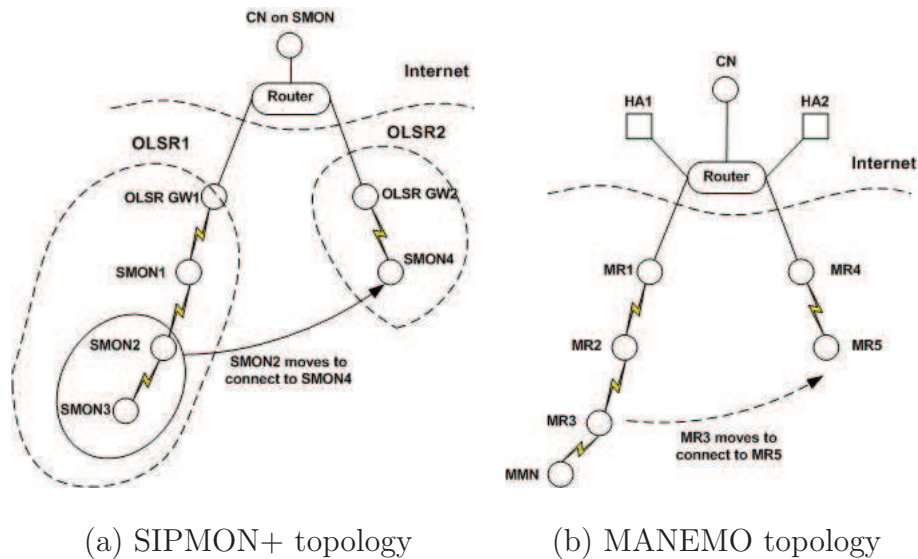 CN on SMON
Internet
Router
OLSR1
OLSR2
OLSR GW1
OLSR GW2
SMON1
SMON4
SMON2
SMON2 moves to
connect to SMON4
SMON3
(a) SIPMON+ topology
CN
HA1
HA2
Internet
Router
MR1
MR4
MR2
MR5
MR3
MR3 moves to
connect to MR5
MMN
(b) MANEMO topology